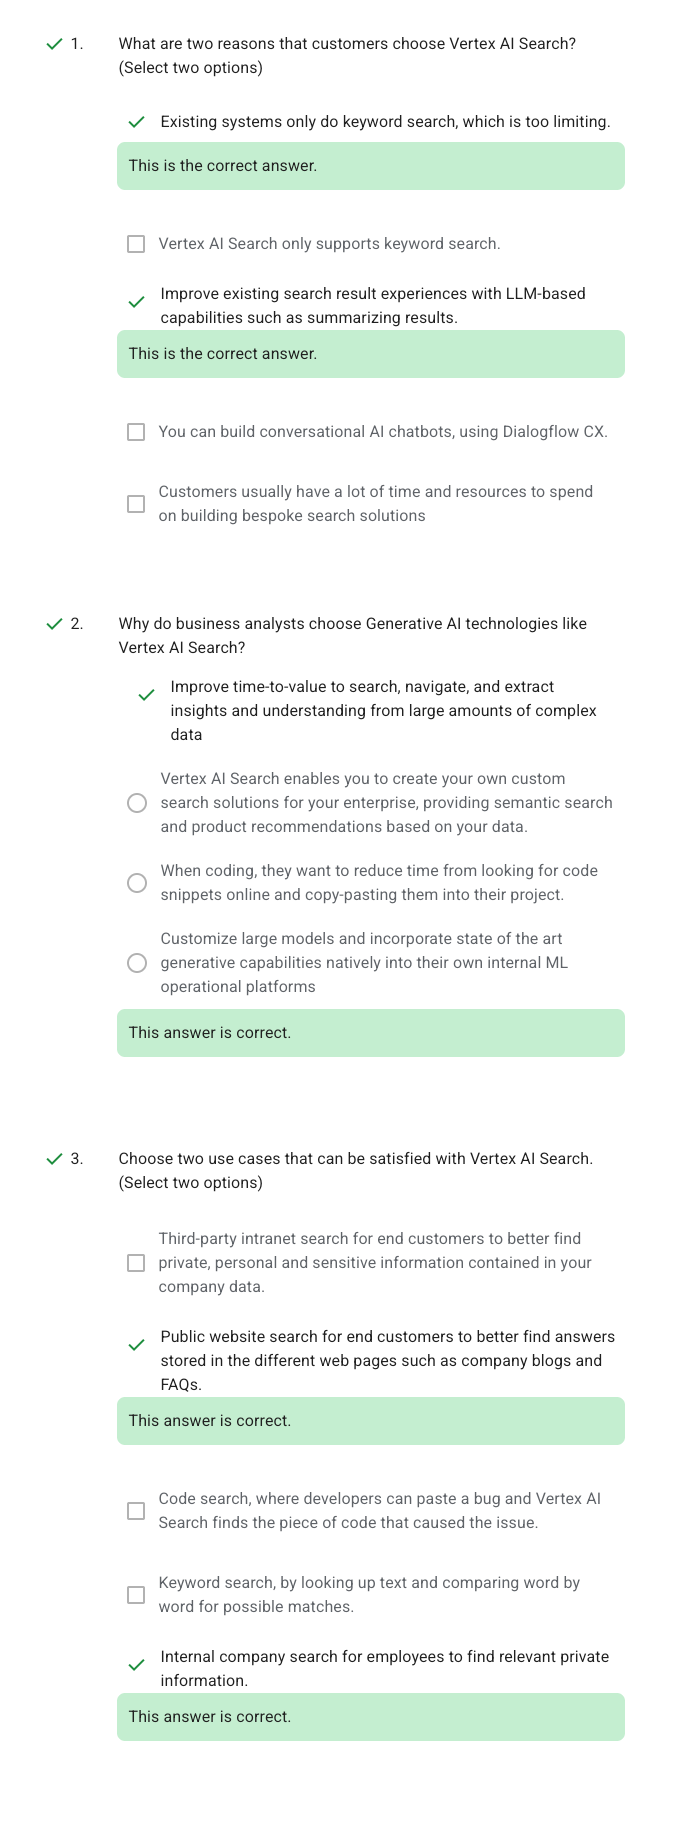 1. What are two reasons that customers choose Vertex AI Search?
(Select two options)
Existing systems only do keyword search, which is too limiting.
This is the correct answer.
Vertex AI Search only supports keyword search.
Improve existing search result experiences with LLM-based
capabilities such as summarizing results.
This is the correct answer.
You can build conversational AI chatbots, using Dialogflow CX.
Customers usually have a lot of time and resources to spend
on building bespoke search solutions
2. Why do business analysts choose Generative AI technologies like
Vertex AI Search?
Improve time-to-value to search, navigate, and extract
insights and understanding from large amounts of complex
data
Vertex AI Search enables you to create your own custom
search solutions for your enterprise, providing semantic search
and product recommendations based on your data.
When coding, they want to reduce time from looking for code
snippets online and copy-pasting them into their project.
Customize large models and incorporate state of the art
generative capabilities natively into their own internal ML
operational platforms
This answer is correct.
3. Choose two use cases that can be satisfied with Vertex AI Search.
(Select two options)
Third-party intranet search for end customers to better find
private, personal and sensitive information contained in your
company data.
Public website search for end customers to better find answers
stored in the different web pages such as company blogs and
FAQs.
This answer is correct.
Code search, where developers can paste a bug and Vertex AI
Search finds the piece of code that caused the issue.
Keyword search, by looking up text and comparing word by
word for possible matches.
Internal company search for employees to find relevant private
information.
This answer is correct.